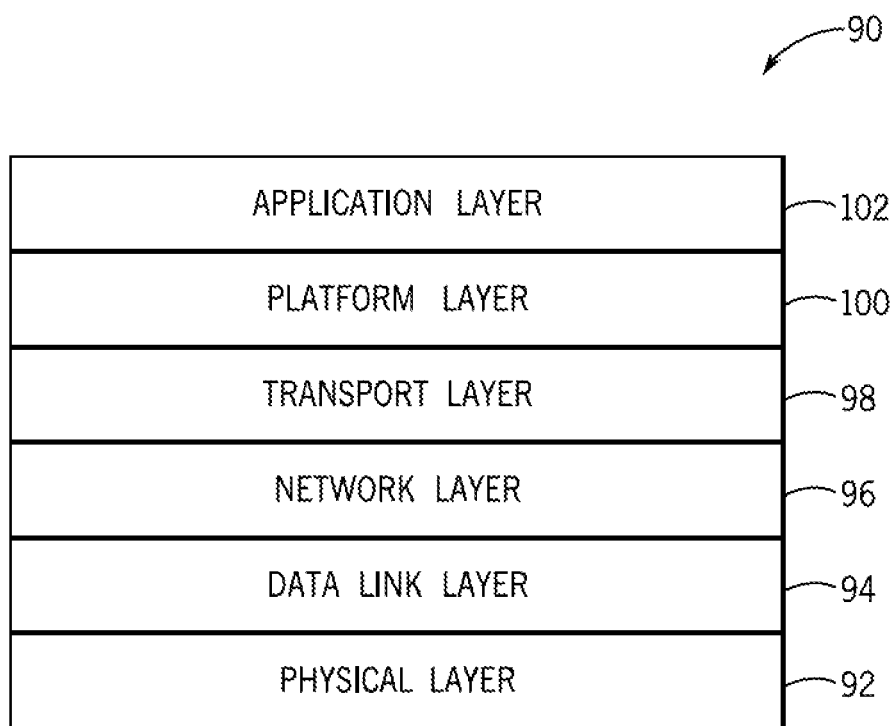 90
APPLICATION LAYER
102
PLATFORM LAYER
100
TRANSPORT LAYER
98
NETWORK LAYER
96
DATA LINK LAYER
94
PHYSICAL LAYER
92